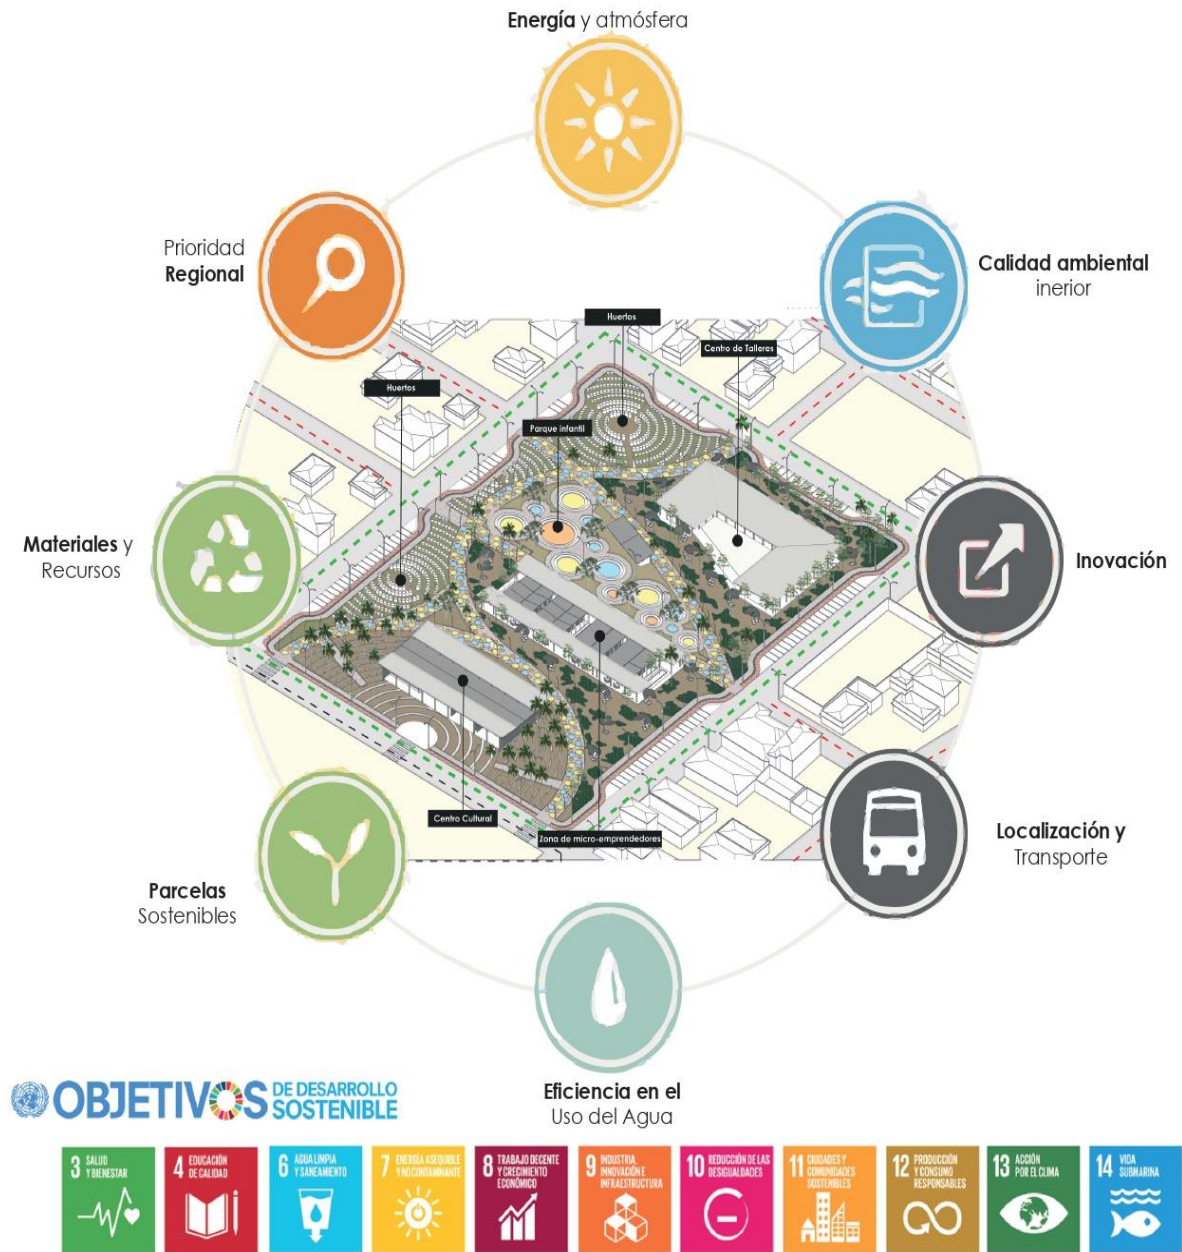 Energía y atmósfera
Prioridad
Regional
Calidad ambiental
inerior
Huertos
Centro de Talleres
Huertos
Parque infantil
Materiales y
Recursos
Inovación
Centro Cultural
Zona de micro-emprendedores
Localización y
Transporte
Parcelas
Sostenibles
Eficiencia en el
Uso del Agua
OBJETIVOS DE DESARROLLO
SOSTENIBLE
3 SALUD
Y BIENESTAR
4 EDUCACIÓN
DE CALIDAD
6 AGUA LIMPIA
Y SANEAMIENTO
7 ENERGÍA ASEQUIBLE
Y NO CONTAMINANTE
8 TRABAJO DECENTE
Y CRECIMIENTO
ECONÓMICO
9 INDUSTRIA,
INNOVACIÓN E
INFRAESTRUCTURA
10 REDUCCIÓN DE LAS
DESIGUALDADES
11 CIUDADES Y
COMUNIDADES
SOSTENIBLES
12 PRODUCCIÓN
Y CONSUMO
RESPONSABLES
13 ACCIÓN
POR EL CLIMA
14 VIDA
SUBMARINA